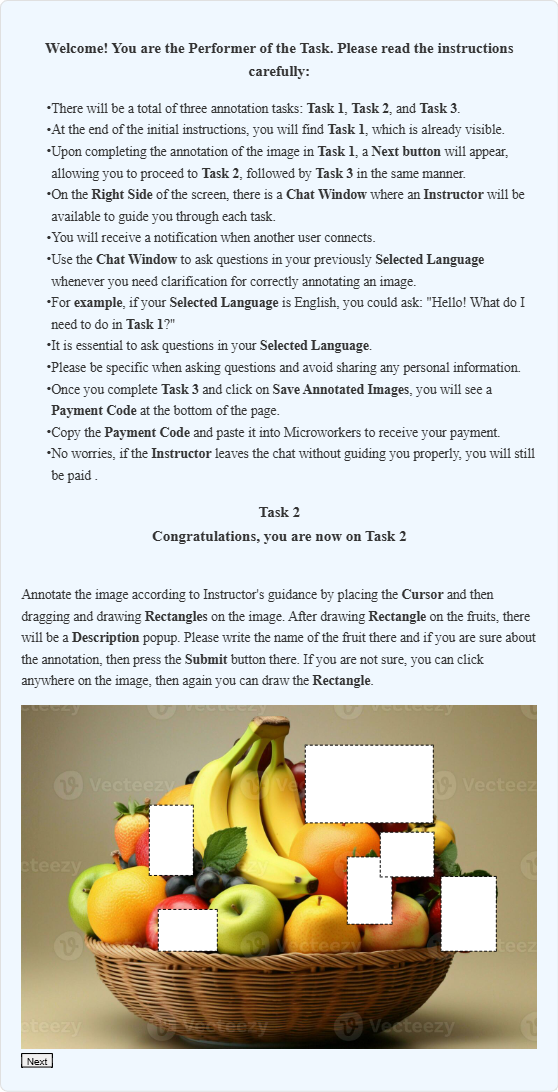 Welcome! You are the Performer of the Task. Please read the instructions
carefully:
•There will be a total of three annotation tasks: Task 1, Task 2, and Task 3.
•At the end of the initial instructions, you will find Task 1, which is already visible.
•Upon completing the annotation of the image in Task 1, a Next button will appear,
allowing you to proceed to Task 2, followed by Task 3 in the same manner.
•On the Right Side of the screen, there is a Chat Window where an Instructor will be
available to guide you through each task.
•You will receive a notification when another user connects.
•Use the Chat Window to ask questions in your previously Selected Language
whenever you need clarification for correctly annotating an image.
•For example, if your Selected Language is English, you could ask: "Hello! What do I
need to do in Task 1?"
•It is essential to ask questions in your Selected Language.
•Please be specific when asking questions and avoid sharing any personal information.
•Once you complete Task 3 and click on Save Annotated Images, you will see a
Payment Code at the bottom of the page.
•Copy the Payment Code and paste it into Microworkers to receive your payment.
•No worries, if the Instructor leaves the chat without guiding you properly, you will still
be paid .
Task 2
Congratulations, you are now on Task 2
Annotate the image according to Instructor's guidance by placing the Cursor and then
dragging and drawing Rectangles on the image. After drawing Rectangle on the fruits, there
will be a Description popup. Please write the name of the fruit there and if you are sure about
the annotation, then press the Submit button there. If you are not sure, you can click
anywhere on the image, then again you can draw the Rectangle.
Vecteezy
Next